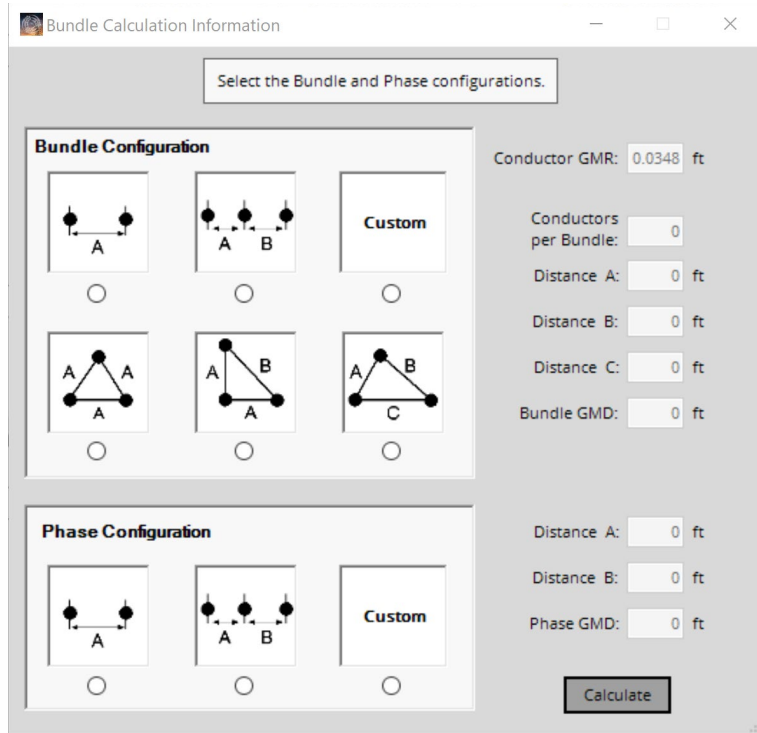 Bundle Calculation Information
Select the Bundle and Phase configurations.
Bundle Configuration
A
A B
Custom
A A
A
A B
A
A B
C
Conductor GMR: 0.0348 ft
Conductors
per Bundle: 0
Distance A: 0 ft
Distance B: 0 ft
Distance C: 0 ft
Bundle GMD: 0 ft
Phase Configuration
A
A B
Custom
Distance A: 0 ft
Distance B: 0 ft
Phase GMD: 0 ft
Calculate